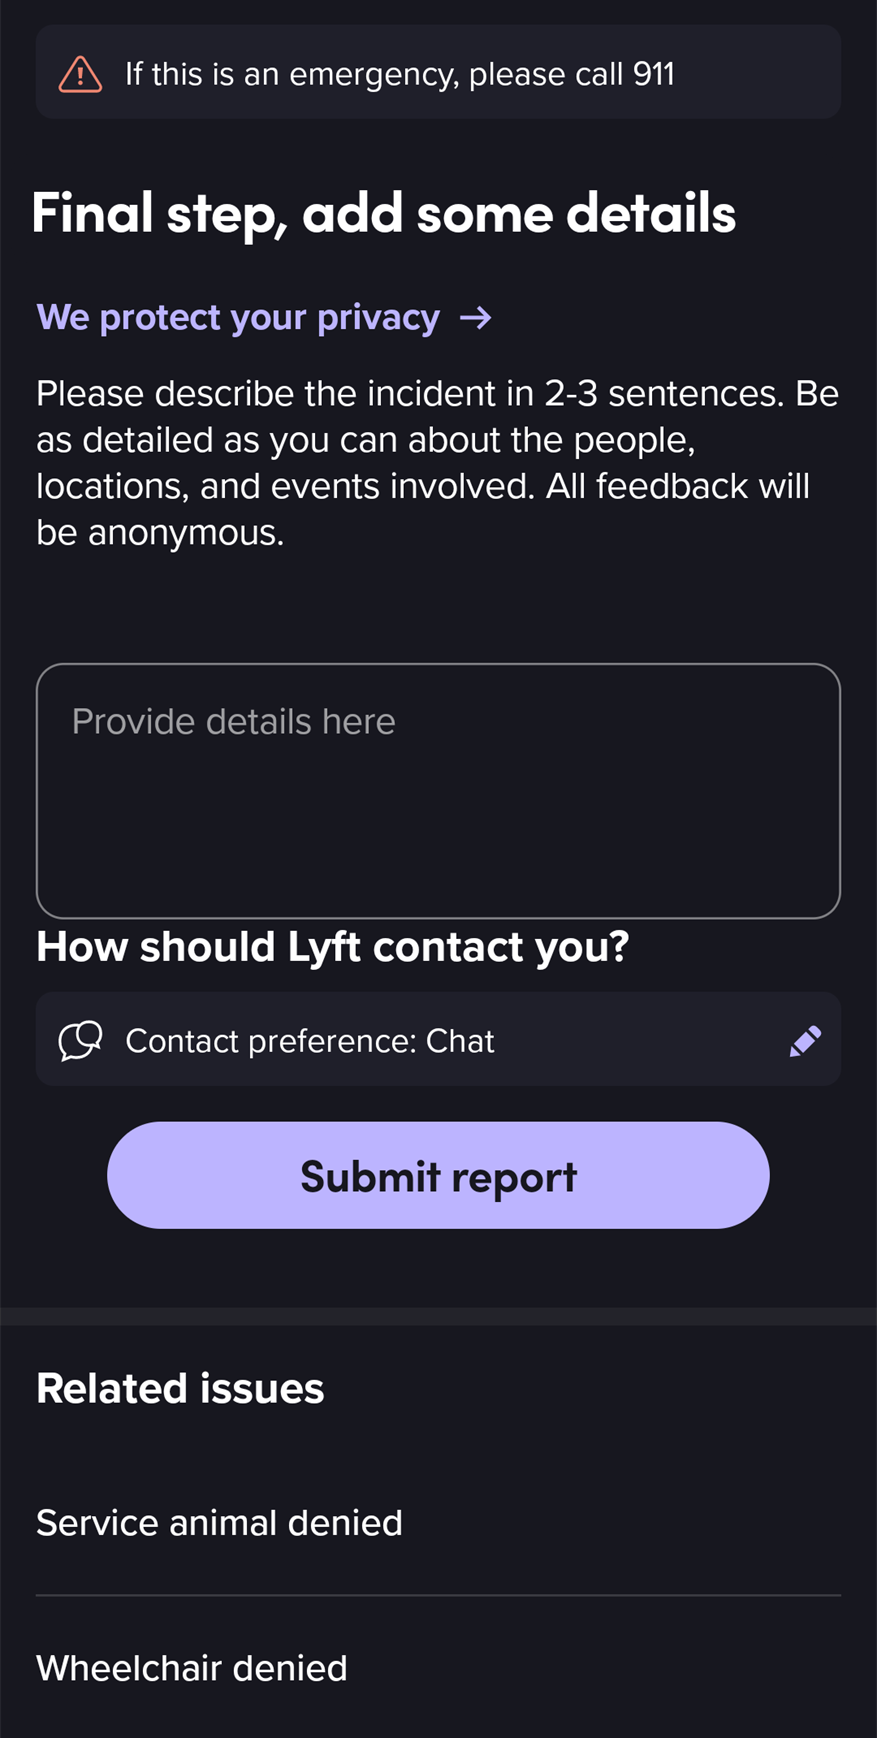 If this is an emergency, please call 911
Final step, add some details
We protect your privacy →
Please describe the incident in 2-3 sentences. Be
as detailed as you can about the people,
locations, and events involved. All feedback will
be anonymous.
Provide details here
How should Lyft contact you?
Contact preference: Chat
Submit report
Related issues
Service animal denied
Wheelchair denied